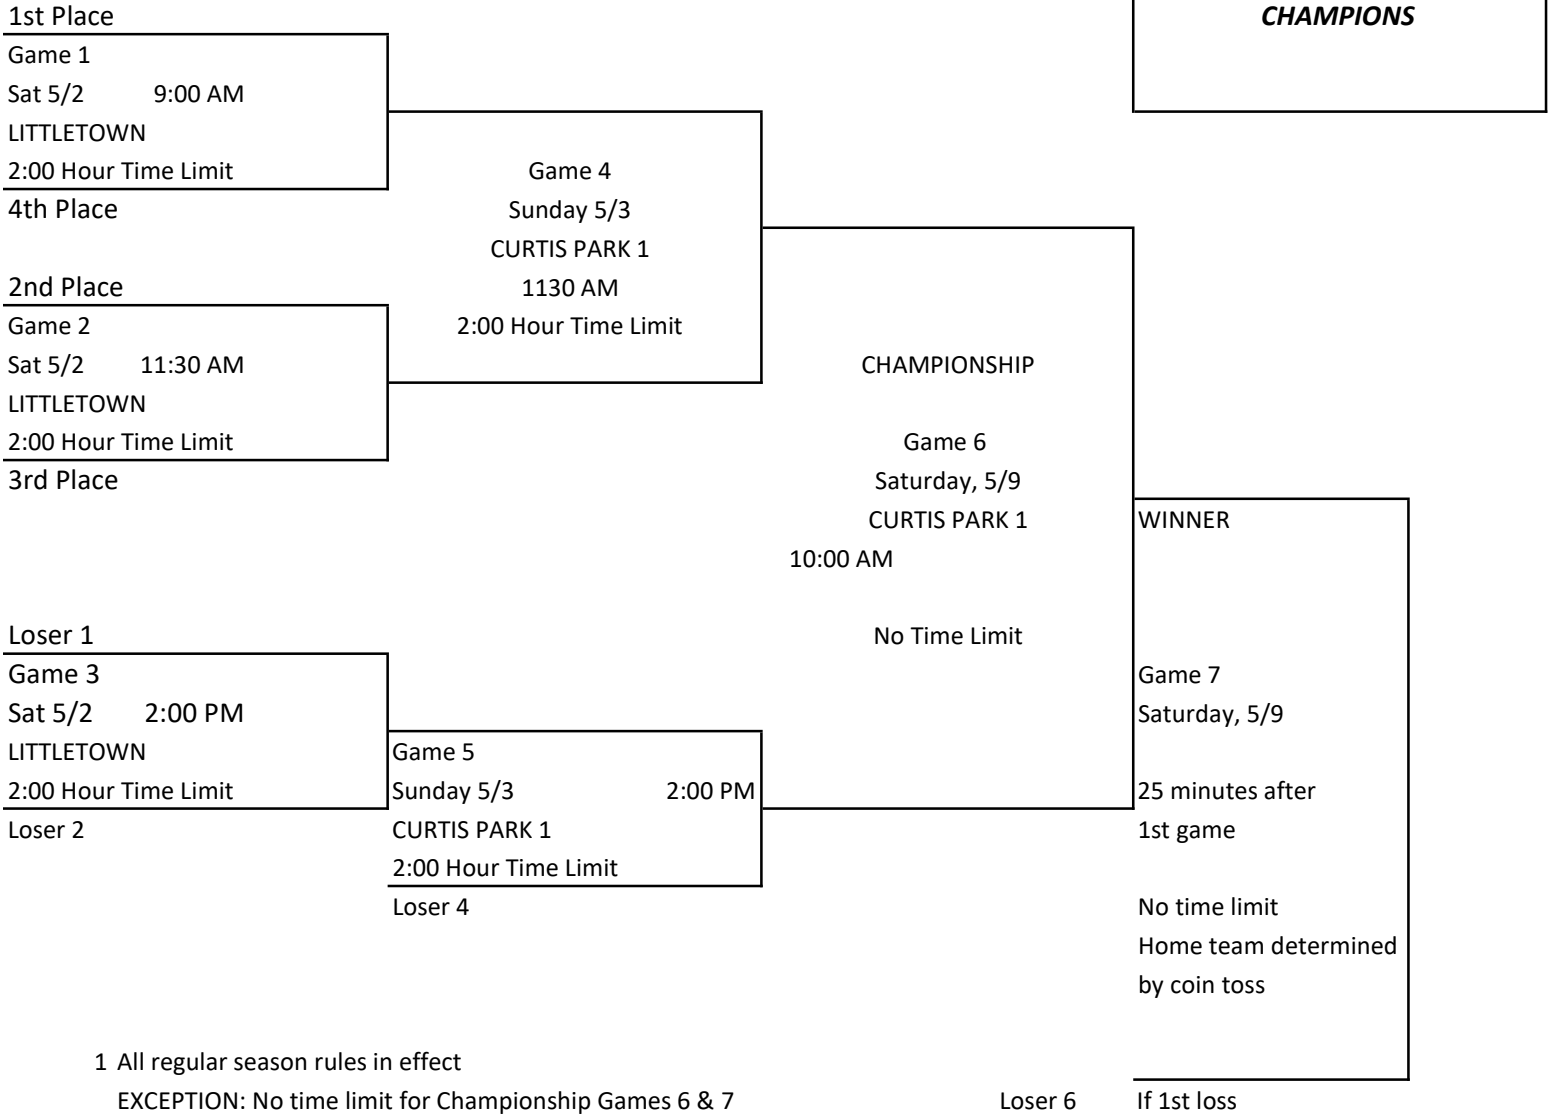 1st Place
CHAMPIONS
Game 1
Sat 5/2 9:00 AM
LITTLETOWN
2:00 Hour Time Limit
4th Place
Game 4
Sunday 5/3
CURTIS PARK 1
1130 AM
2:00 Hour Time Limit
2nd Place
Game 2
Sat 5/2 11:30 AM
LITTLETOWN
2:00 Hour Time Limit
3rd Place
CHAMPIONSHIP
Game 6
Saturday, 5/9
CURTIS PARK 1
10:00 AM
No Time Limit
WINNER
Loser 1
Game 3
Sat 5/2 2:00 PM
LITTLETOWN
2:00 Hour Time Limit
Loser 2
Game 5
Sunday 5/3 2:00 PM
CURTIS PARK 1
2:00 Hour Time Limit
Loser 4
Game 7
Saturday, 5/9
25 minutes after
1st game
No time limit
Home team determined
by coin toss
1 All regular season rules in effect
EXCEPTION: No time limit for Championship Games 6 & 7
Loser 6 If 1st loss